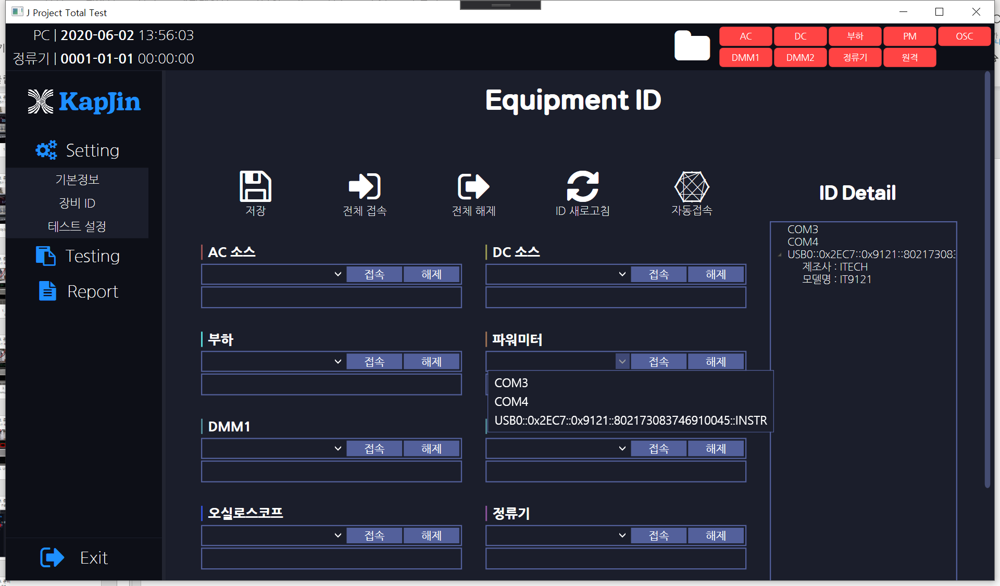 J Project Total Test
PC | 2020-06-02 13:56:03
정류기 | 0001-01-01 00:00:00
AC
DC
부하
PM
OSC
DMM1
DMM2
정류기
원격
KapJin
Setting
기본정보
장비 ID
테스트 설정
Testing
Report
Exit
Equipment ID
저장
전체 접속
전체 해제
ID 새로고침
자동접속
ID Detail
COM3
COM4
USB0::0x2EC7::0x9121::80217308
제조사 : ITECH
모델명 : IT9121
AC 소스
접속
해제
DC 소스
접속
해제
부하
접속
해제
파워미터
접속
해제
COM3
COM4
USB0::0x2EC7::0x9121::802173083746910045::INSTR
DMM1
접속
해제
접속
해제
오실로스코프
접속
해제
정류기
접속
해제